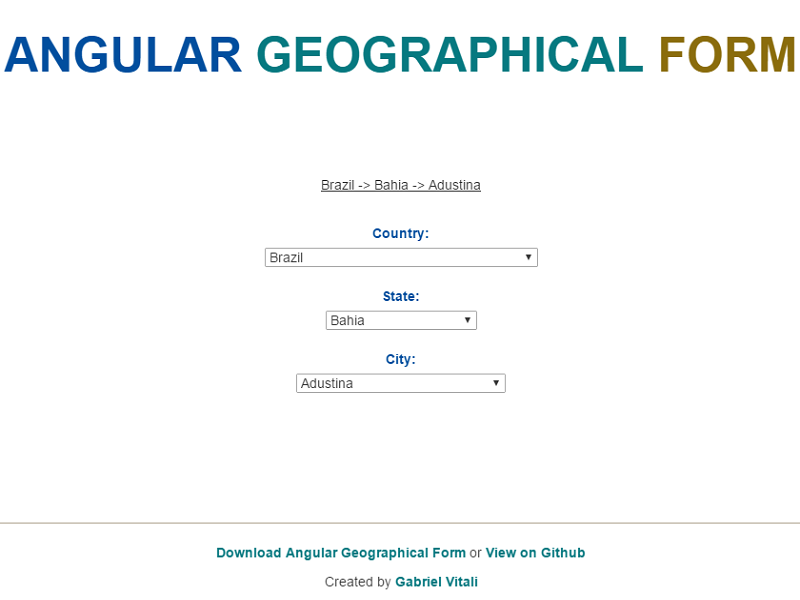 ANGULAR GEOGRAPHICAL FORM
Brazil -> Bahia -> Adustina
Country:
Brazil
State:
Bahia
City:
Adustina
Download Angular Geographical Form or View on Github
Created by Gabriel Vitali